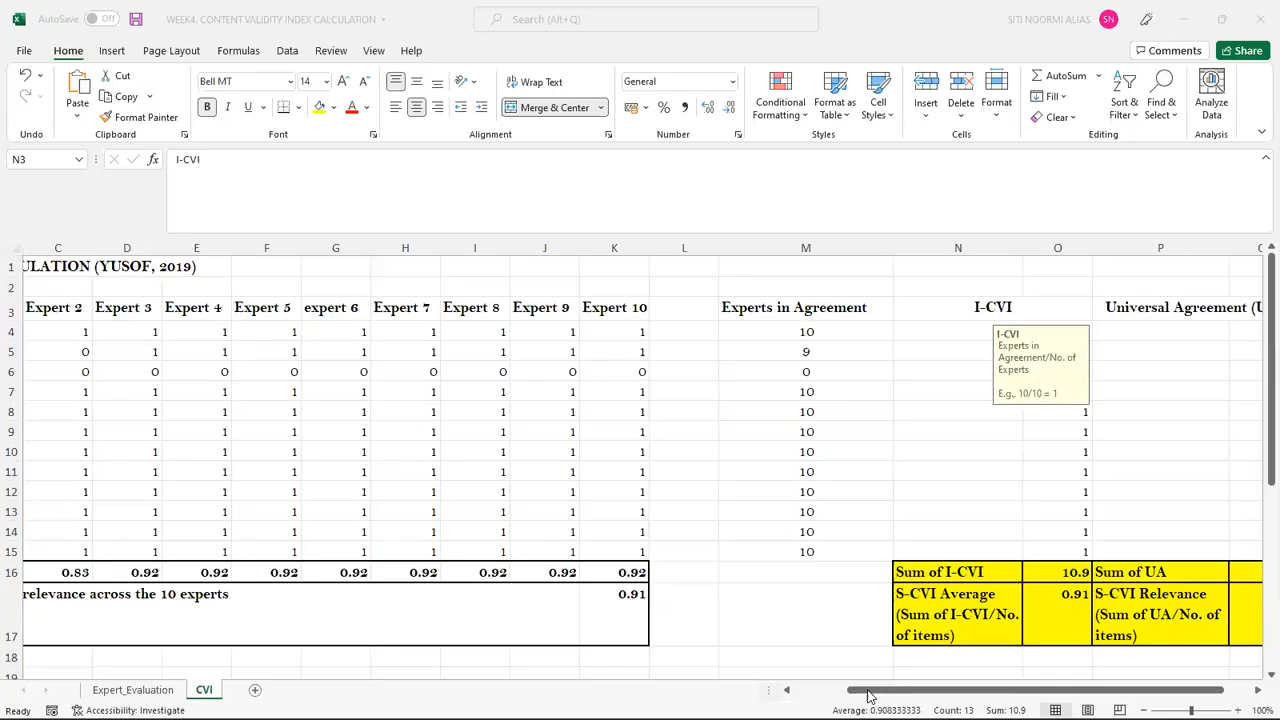 AutoSave Off WEEK4. CONTENT VALIDITY INDEX CALCULATION Search (Alt+Q) SITI NOORMI ALIAS SN
File Home Insert Page Layout Formulas Data Review View Help Comments Share
Paste Cut Copy Format Painter
Bell MT 14 B I U A
Wrap Text Merge & Center
General % ,
Conditional Formatting Format as Table Cell Styles
Insert Delete Format
AutoSum Fill Clear Sort & Filter Find & Select Analyze Data
Undo Clipboard Font Alignment Number Styles Cells Editing Analysis
N3 fx I-CVI
C D E F G H I J K L M N O P
1 ULATION (YUSOF, 2019)
2
3 Expert 2 Expert 3 Expert 4 Expert 5 expert 6 Expert 7 Expert 8 Expert 9 Expert 10 Experts in Agreement I-CVI Universal Agreement (U
4 1 1 1 1 1 1 1 1 1 10
5 0 1 1 1 1 1 1 1 1 9
6 0 0 0 0 0 0 0 0 0 0
7 1 1 1 1 1 1 1 1 1 10
8 1 1 1 1 1 1 1 1 1 10 1
9 1 1 1 1 1 1 1 1 1 10 1
10 1 1 1 1 1 1 1 1 1 10 1
11 1 1 1 1 1 1 1 1 1 10 1
12 1 1 1 1 1 1 1 1 1 10 1
13 1 1 1 1 1 1 1 1 1 10 1
14 1 1 1 1 1 1 1 1 1 10 1
15 1 1 1 1 1 1 1 1 1 10 1
I-CVI
Experts in
Agreement/No. of
Experts
E.g., 10/10 = 1
16 0.83 0.92 0.92 0.92 0.92 0.92 0.92 0.92 0.92 Sum of I-CVI 10.9 Sum of UA
relevance across the 10 experts 0.91 S-CVI Average 0.91 S-CVI Relevance
(Sum of I-CVI/No. (Sum of UA/No. of
17 of items) items)
18
19
Expert_Evaluation CVI
Ready Accessibility: Investigate Average: 0.908333333 Count: 13 Sum: 10.9 100%